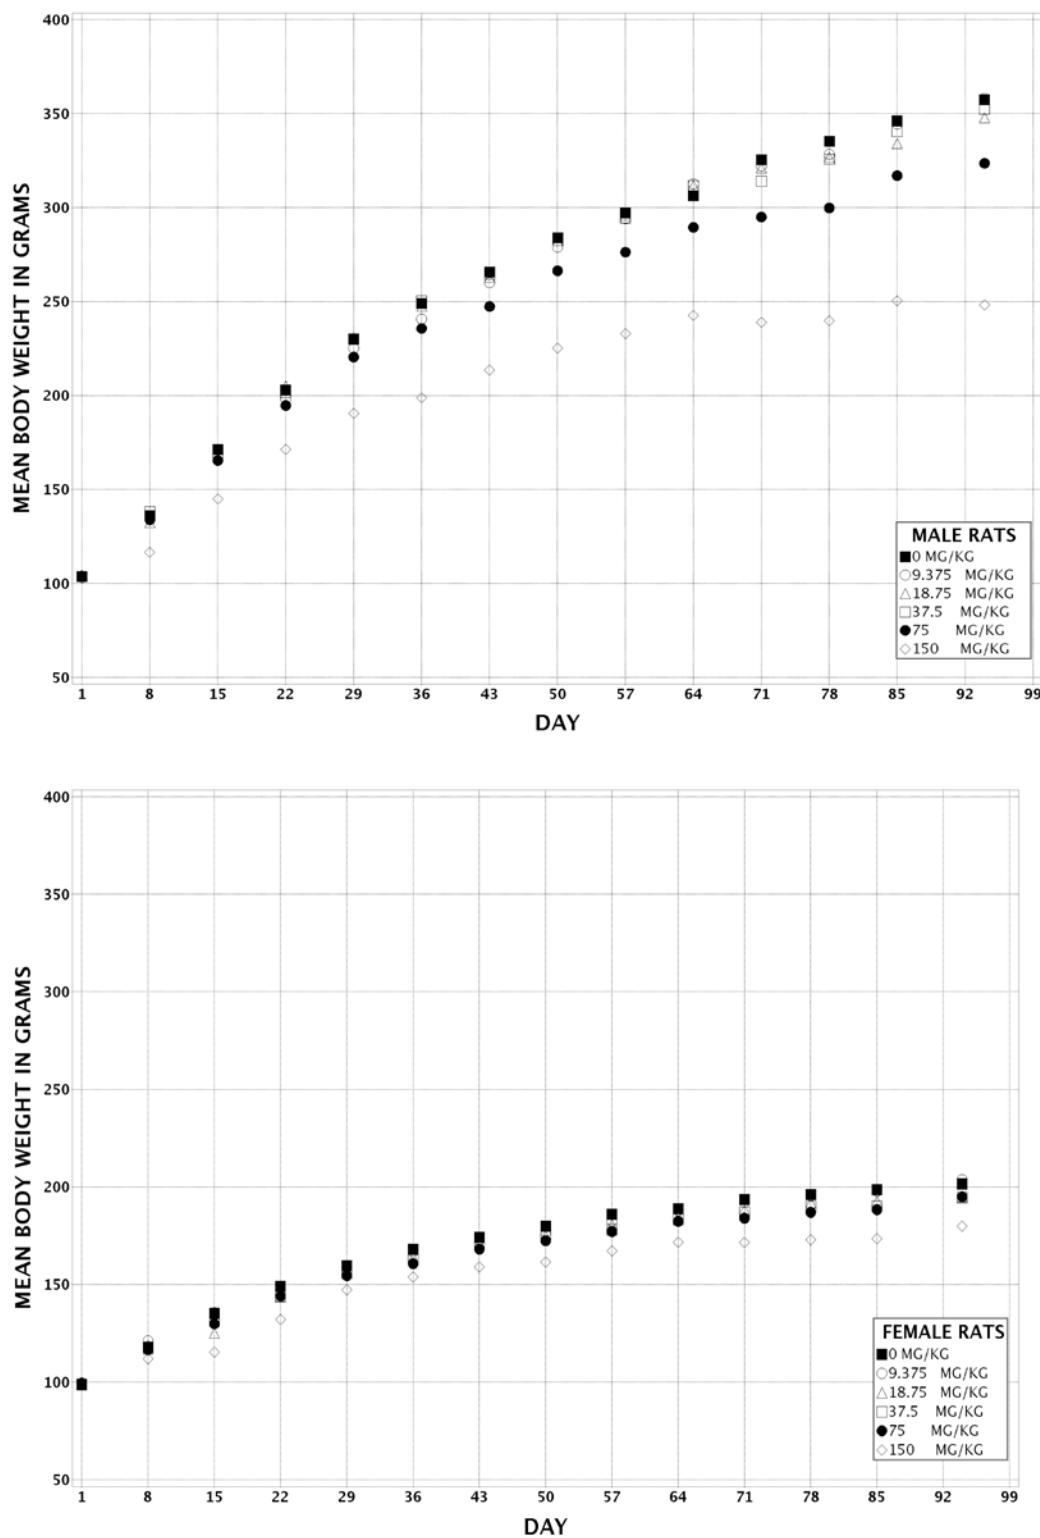 400
350
300
250
200
150
100
50
MEAN BODY WEIGHT IN GRAMS
MALE RATS
0 MG/KG
9.375 MG/KG
18.75 MG/KG
37.5 MG/KG
75 MG/KG
150 MG/KG
1 8 15 22 29 36 43 50 57 64 71 78 85 92 99
DAY
400
350
300
250
200
150
100
50
MEAN BODY WEIGHT IN GRAMS
FEMALE RATS
0 MG/KG
9.375 MG/KG
18.75 MG/KG
37.5 MG/KG
75 MG/KG
150 MG/KG
1 8 15 22 29 36 43 50 57 64 71 78 85 92 99
DAY